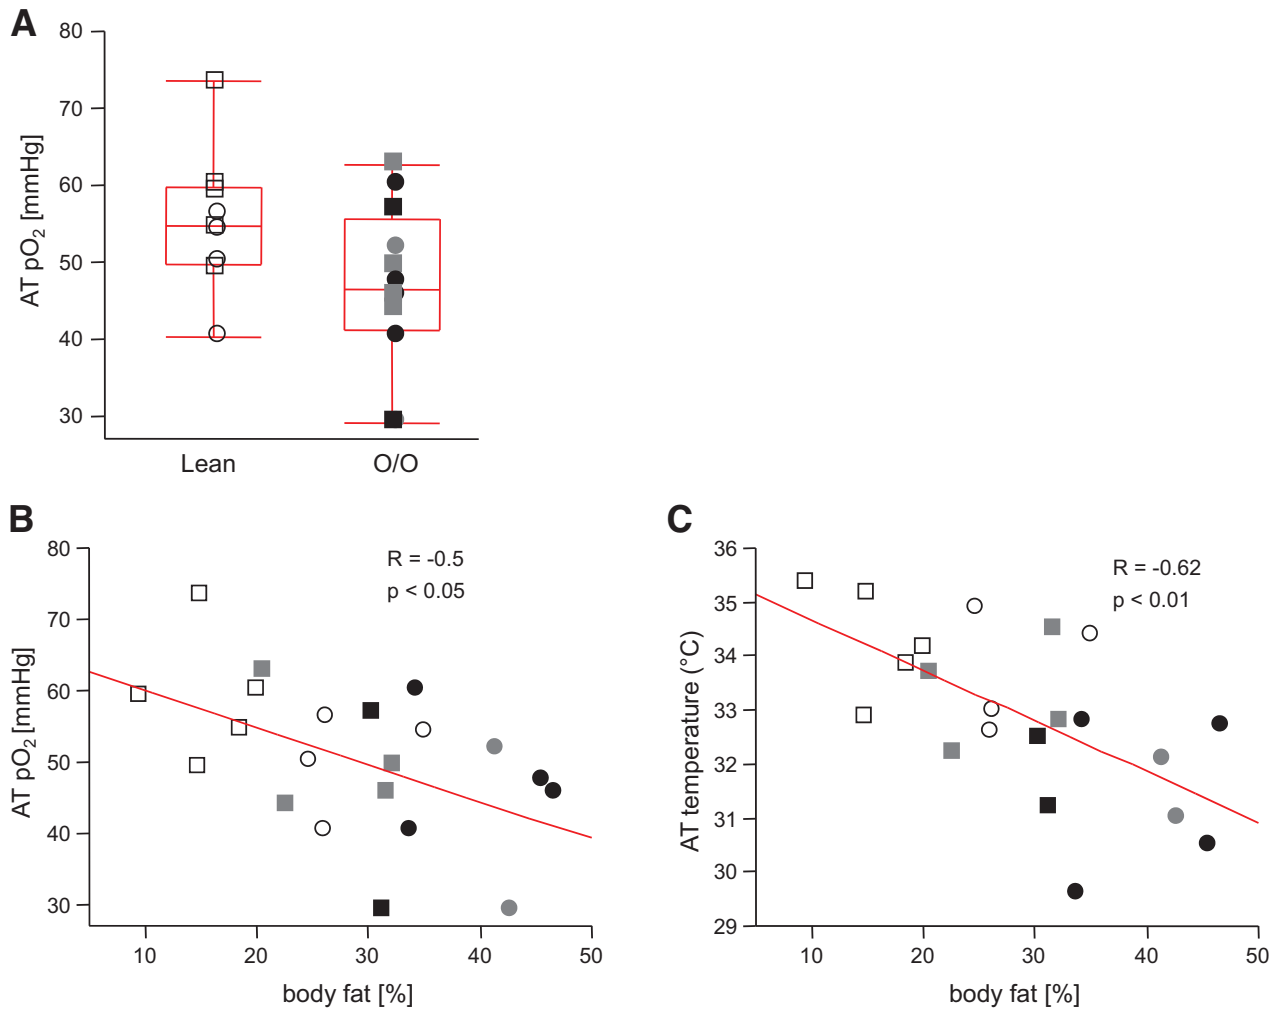 A
80
70
60
50
40
30
AT pO₂ [mmHg]
Lean O/O
B
80
70
60
50
40
30
AT pO₂ [mmHg]
R = -0.5
p < 0.05
10 20 30 40 50
body fat [%]
C
36
35
34
33
32
31
30
29
AT temperature (°C)
R = -0.62
p < 0.01
10 20 30 40 50
body fat [%]